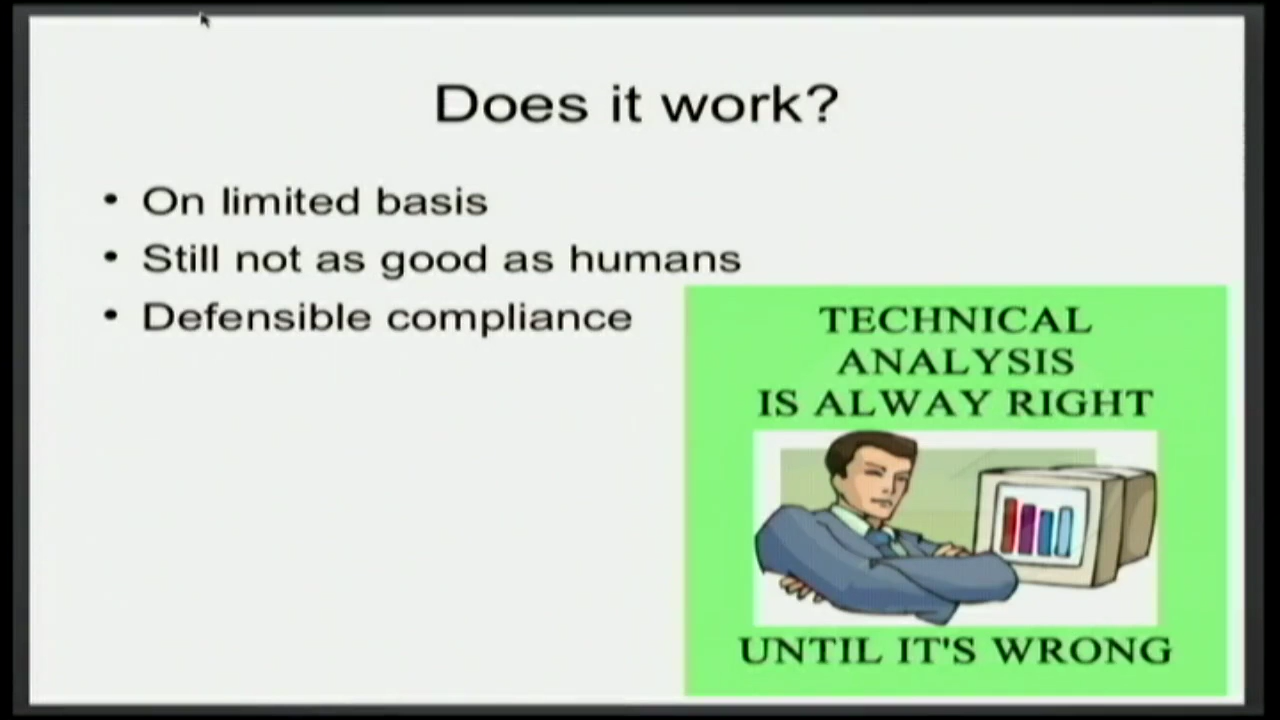 Does it work?
• On limited basis
• Still not as good as humans
• Defensible compliance
TECHNICAL
ANALYSIS
IS ALWAY RIGHT
UNTIL IT'S WRONG